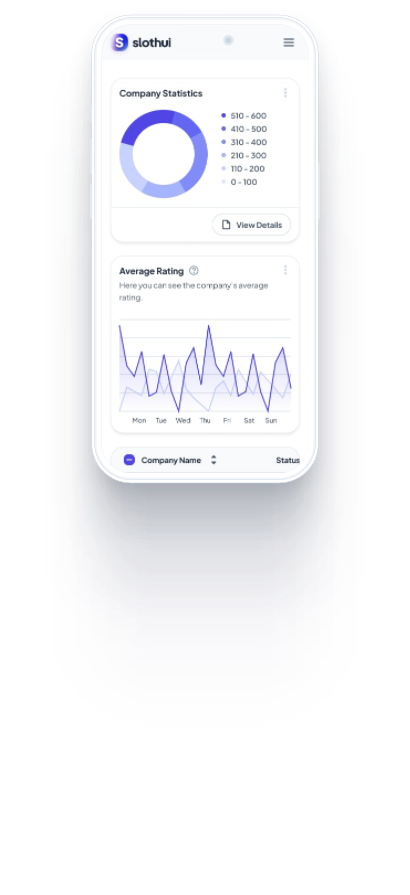 S slothui
Company Statistics
510 - 600
410 - 500
310 - 400
210 - 300
110 - 200
0 - 100
View Details
Average Rating
Here you can see the company's average
rating.
Mon Tue Wed Thu Fri Sat Sun
Company Name Status